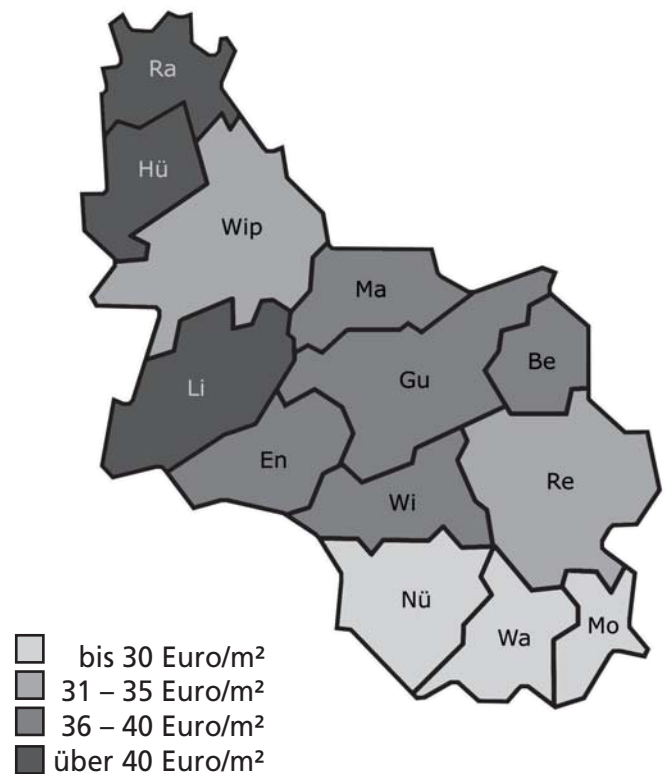 Ra
Hü
Wip
Ma
Be
Gu
Li
En
Re
Wi
Nü
Mo
Wa
bis 30 Euro/m²
31 – 35 Euro/m²
36 – 40 Euro/m²
über 40 Euro/m²